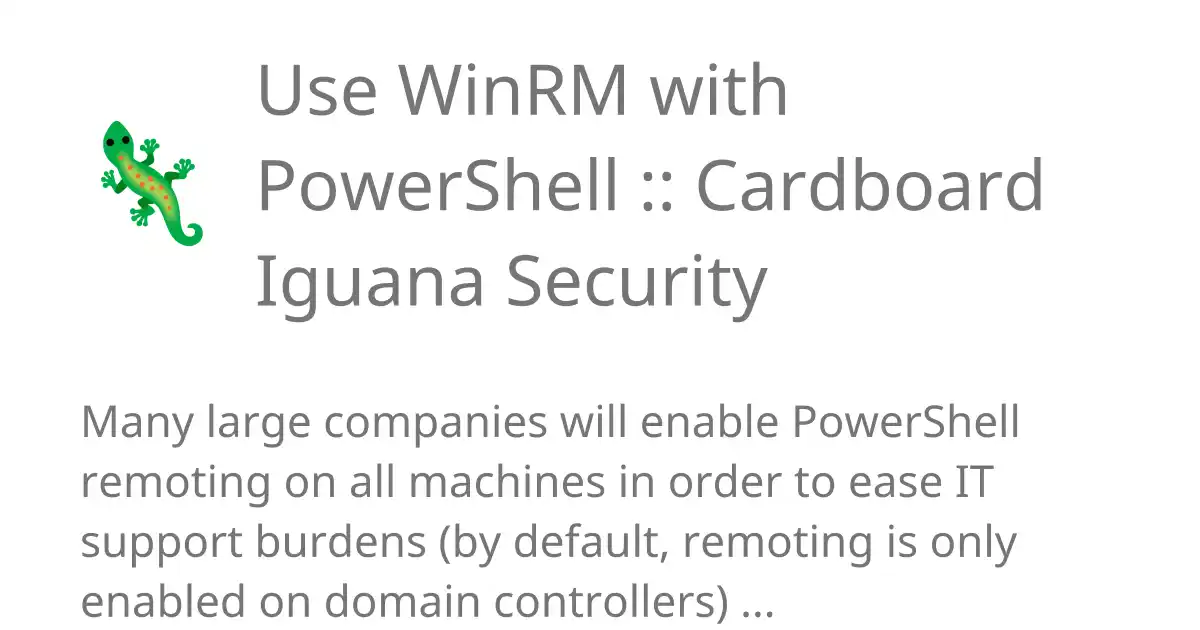 Use WinRM with
PowerShell :: Cardboard
Iguana Security
Many large companies will enable PowerShell
remoting on all machines in order to ease IT
support burdens (by default, remoting is only
enabled on domain controllers) ...